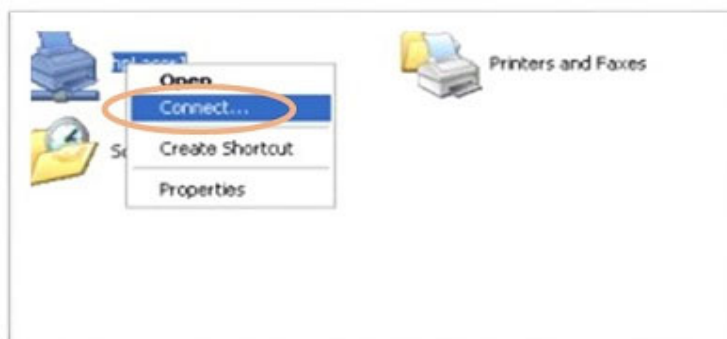 Printers and Faxes
Open
Connect...
Create Shortcut
Properties